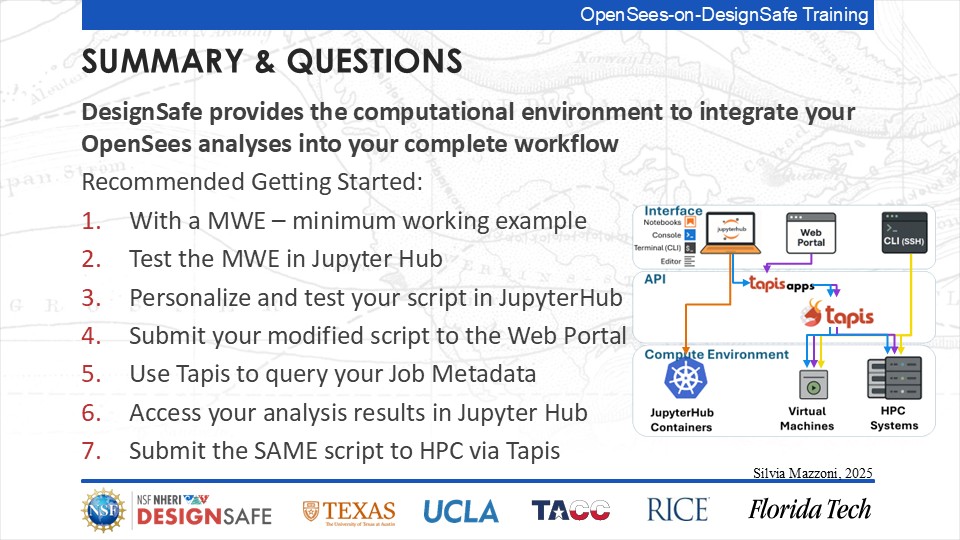 OpenSees-on-DesignSafe Training
SUMMARY & QUESTIONS
DesignSafe provides the computational environment to integrate your
OpenSees analyses into your complete workflow
Recommended Getting Started:
1. With a MWE – minimum working example
2. Test the MWE in Jupyter Hub
3. Personalize and test your script in JupyterHub
4. Submit your modified script to the Web Portal
5. Use Tapis to query your Job Metadata
6. Access your analysis results in Jupyter Hub
7. Submit the SAME script to HPC via Tapis
Interface
Notebooks
Console
Terminal (CLI)
Editor
jupyterhub
Web
Portal
CLI (SSH)
API
tapis apps
tapis
Compute Environment
JupyterHub
Containers
Virtual
Machines
HPC
Systems
Silvia Mazzoni, 2025
NSF
NSF NHERI
DESIGNSAFE
TEXAS
The University of Texas at Austin
UCLA
TACC
RICE
Florida Tech